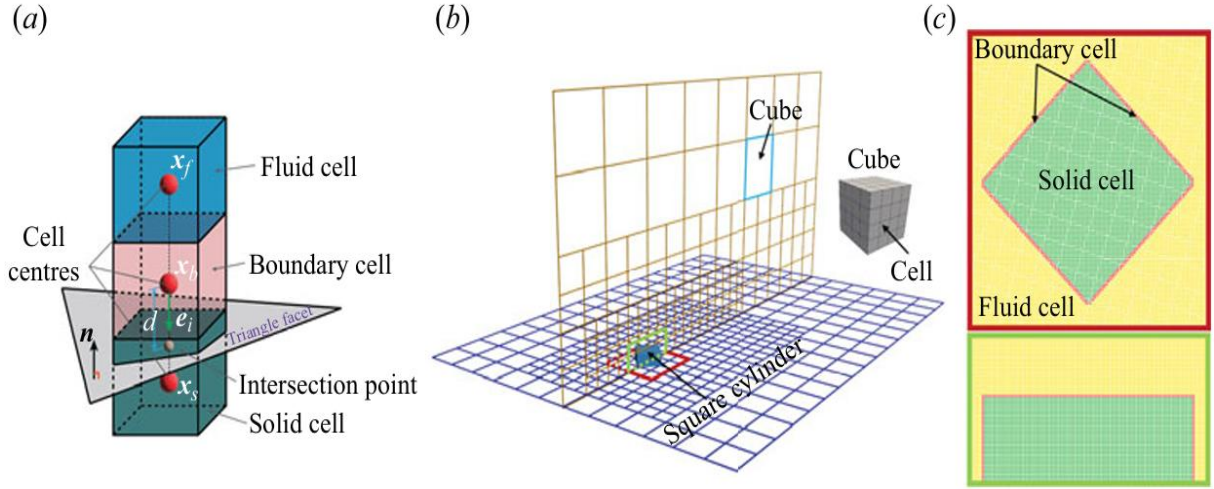 (a)
x_f
Fluid cell
Cell
centres
x_b
Boundary cell
d
e_i
n
Triangle facet
Intersection point
x_s
Solid cell
(b)
Cube
Cube
Cell
Square cylinder
(c)
Boundary cell
Solid cell
Fluid cell